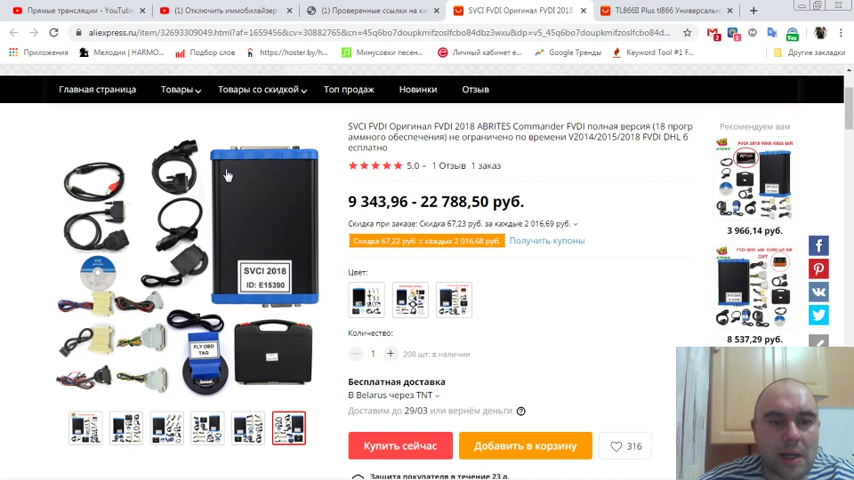 Прямые трансляции - YouTube
(1) Отключить иммобилайзер
(1) Проверенные ссылки на ки
SVCI FVDI Оригинал FVDI 2018
TL866II Plus tl866 Универсаль
aliexpress.ru/item/32693309049.html?af=1659456&cn=30882765&cn=45q6bo7doupkmifzoslfcbo84dbz3wxu&dp=v5_45q6bo7doupkmifzoslfcbo84d...
Приложения
Мелодии (HARMO...
Подбор слов
https://hoster.by/h...
Минусовки песен...
Личный кабинет е...
Google Тренды
Keyword Tool #1 F...
Другие закладки
Главная страница
Товары
Товары со скидкой
Топ продаж
Новинки
Отзыв
SVCI FVDI Оригинал FVDI 2018 ABRITES Commander FVDI полная версия (18 прогр
аммного обеспечения) не ограничено по времени V2014/2015/2018 FVDI DHL б
есплатно
5.0
1 Отзыв
1 заказ
9 343,96 - 22 788,50 руб.
Скидка при заказе: Скидка 67,23 руб. за каждые 2 016,69 руб.
Скидка 67,22 руб. с каждых 2 016,68 руб.
Получить купоны
Цвет:
Количество:
1
208 шт. в наличии
Бесплатная доставка
В Belarus через TNT
Доставим до 29/03 или вернём деньги
Купить сейчас
Добавить в корзину
316
Защита покупателя в течение 23 д.
SVCI 2018
ID: E15390
FLY OBD
TAG
Рекомендуем вам
3 966,14 руб.
8 537,29 руб.